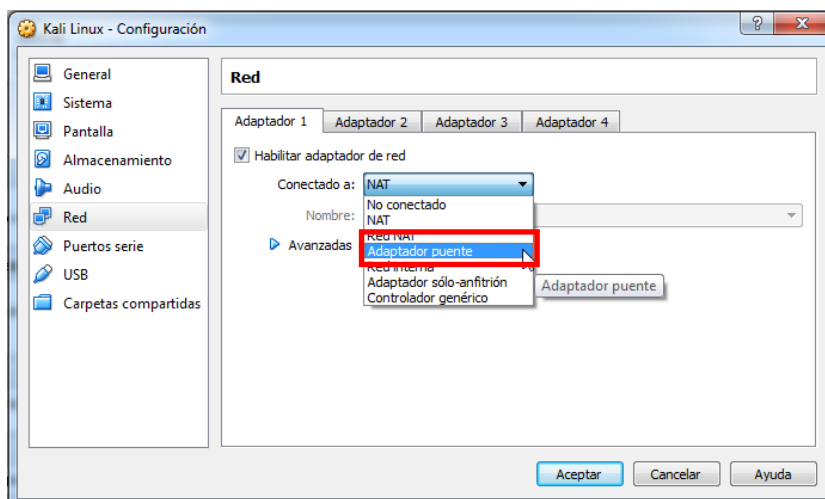 Kali Linux - Configuración
?
General
Sistema
Pantalla
Almacenamiento
Audio
Red
Puertos serie
USB
Carpetas compartidas
Red
Adaptador 1 Adaptador 2 Adaptador 3 Adaptador 4
Habilitar adaptador de red
Conectado a: NAT
No conectado
NAT
Red NAT
Adaptador puente
Red interna
Adaptador sólo-anfitrión
Controlador genérico
Nombre:
Avanzadas
Adaptador puente
Aceptar Cancelar Ayuda